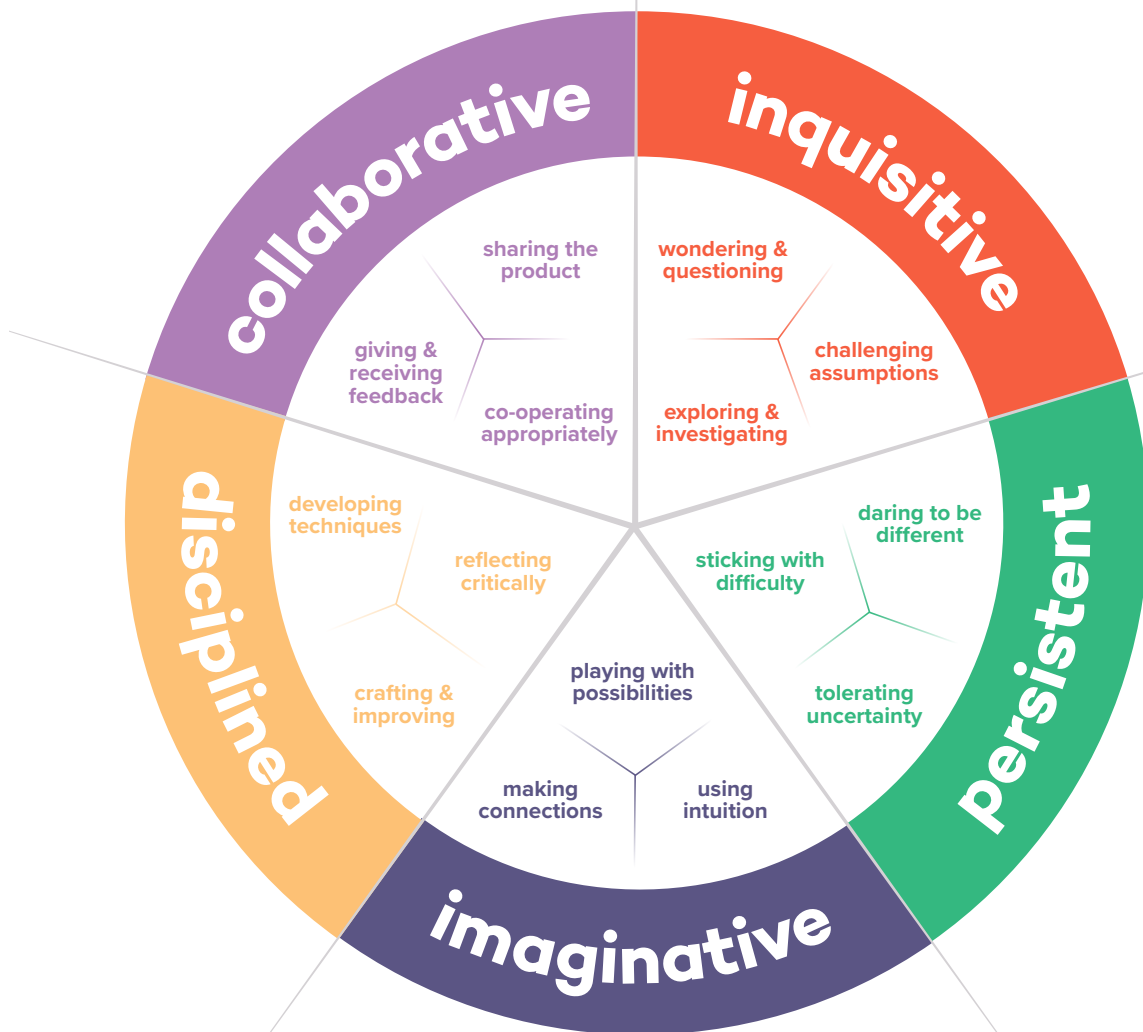 collaborative
sharing the
product
giving &
receiving
feedback
co-operating
appropriately
inquisitive
wondering &
questioning
challenging
assumptions
exploring &
investigating
persistent
daring to be
different
sticking with
difficulty
tolerating
uncertainty
imaginative
playing with
possibilities
making
connections
using
intuition
disciplined
developing
techniques
reflecting
critically
crafting &
improving